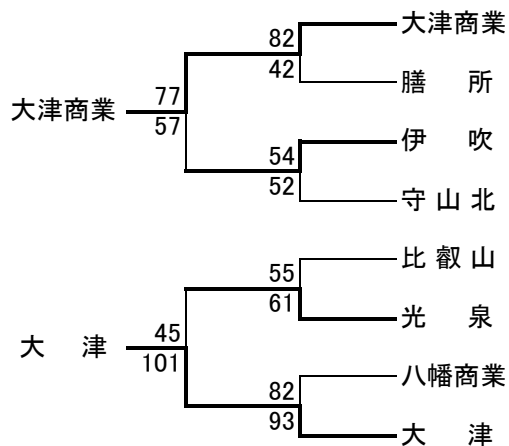 82 大津商業
42 膳所
大津商業 77
57
54 伊吹
52 守山北
55 比叡山
61 光泉
大津 45
101
82 八幡商業
93 大津